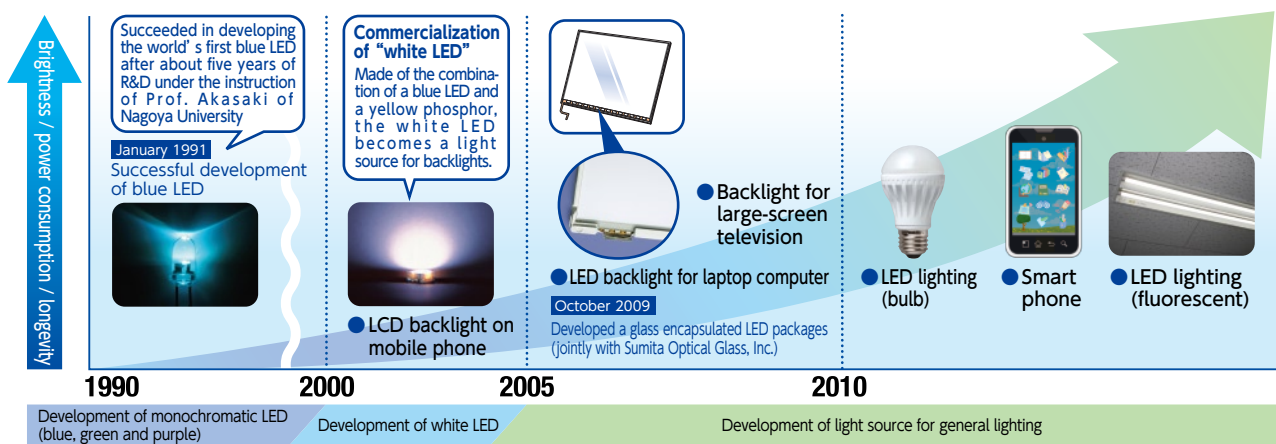 Brightness / power consumption / longevity
Succeeded in developing
the world’ s first blue LED
after about five years of
R&D under the instruction
of Prof. Akasaki of
Nagoya University
January 1991
Successful development
of blue LED
Commercialization
of “white LED”
Made of the combina-
tion of a blue LED and
a yellow phosphor,
the white LED
becomes a light
source for backlights.
●LCD backlight on
mobile phone
●Backlight for
large-screen
television
●LED backlight for laptop computer
October 2009
Developed a glass encapsulated LED packages
(jointly with Sumita Optical Glass, Inc.)
●LED lighting
(bulb)
●Smart
phone
●LED lighting
(fluorescent)
1990
2000
2005
2010
Development of monochromatic LED
(blue, green and purple)
Development of white LED
Development of light source for general lighting